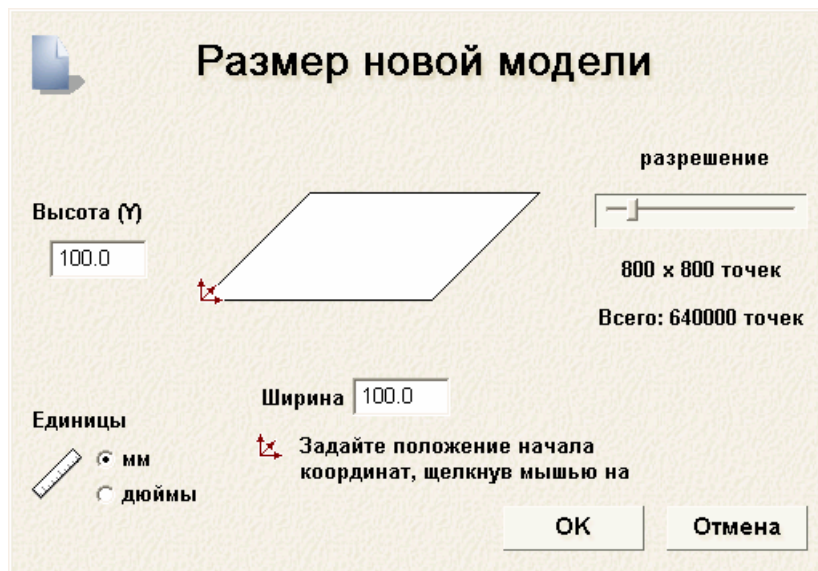 Размер новой модели
разрешение
Высота (Y)
100.0
800 x 800 точек
Всего: 640000 точек
Ширина 100.0
Единицы
мм
дюймы
Задайте положение начала
координат, щелкнув мышью на
OK
Отмена